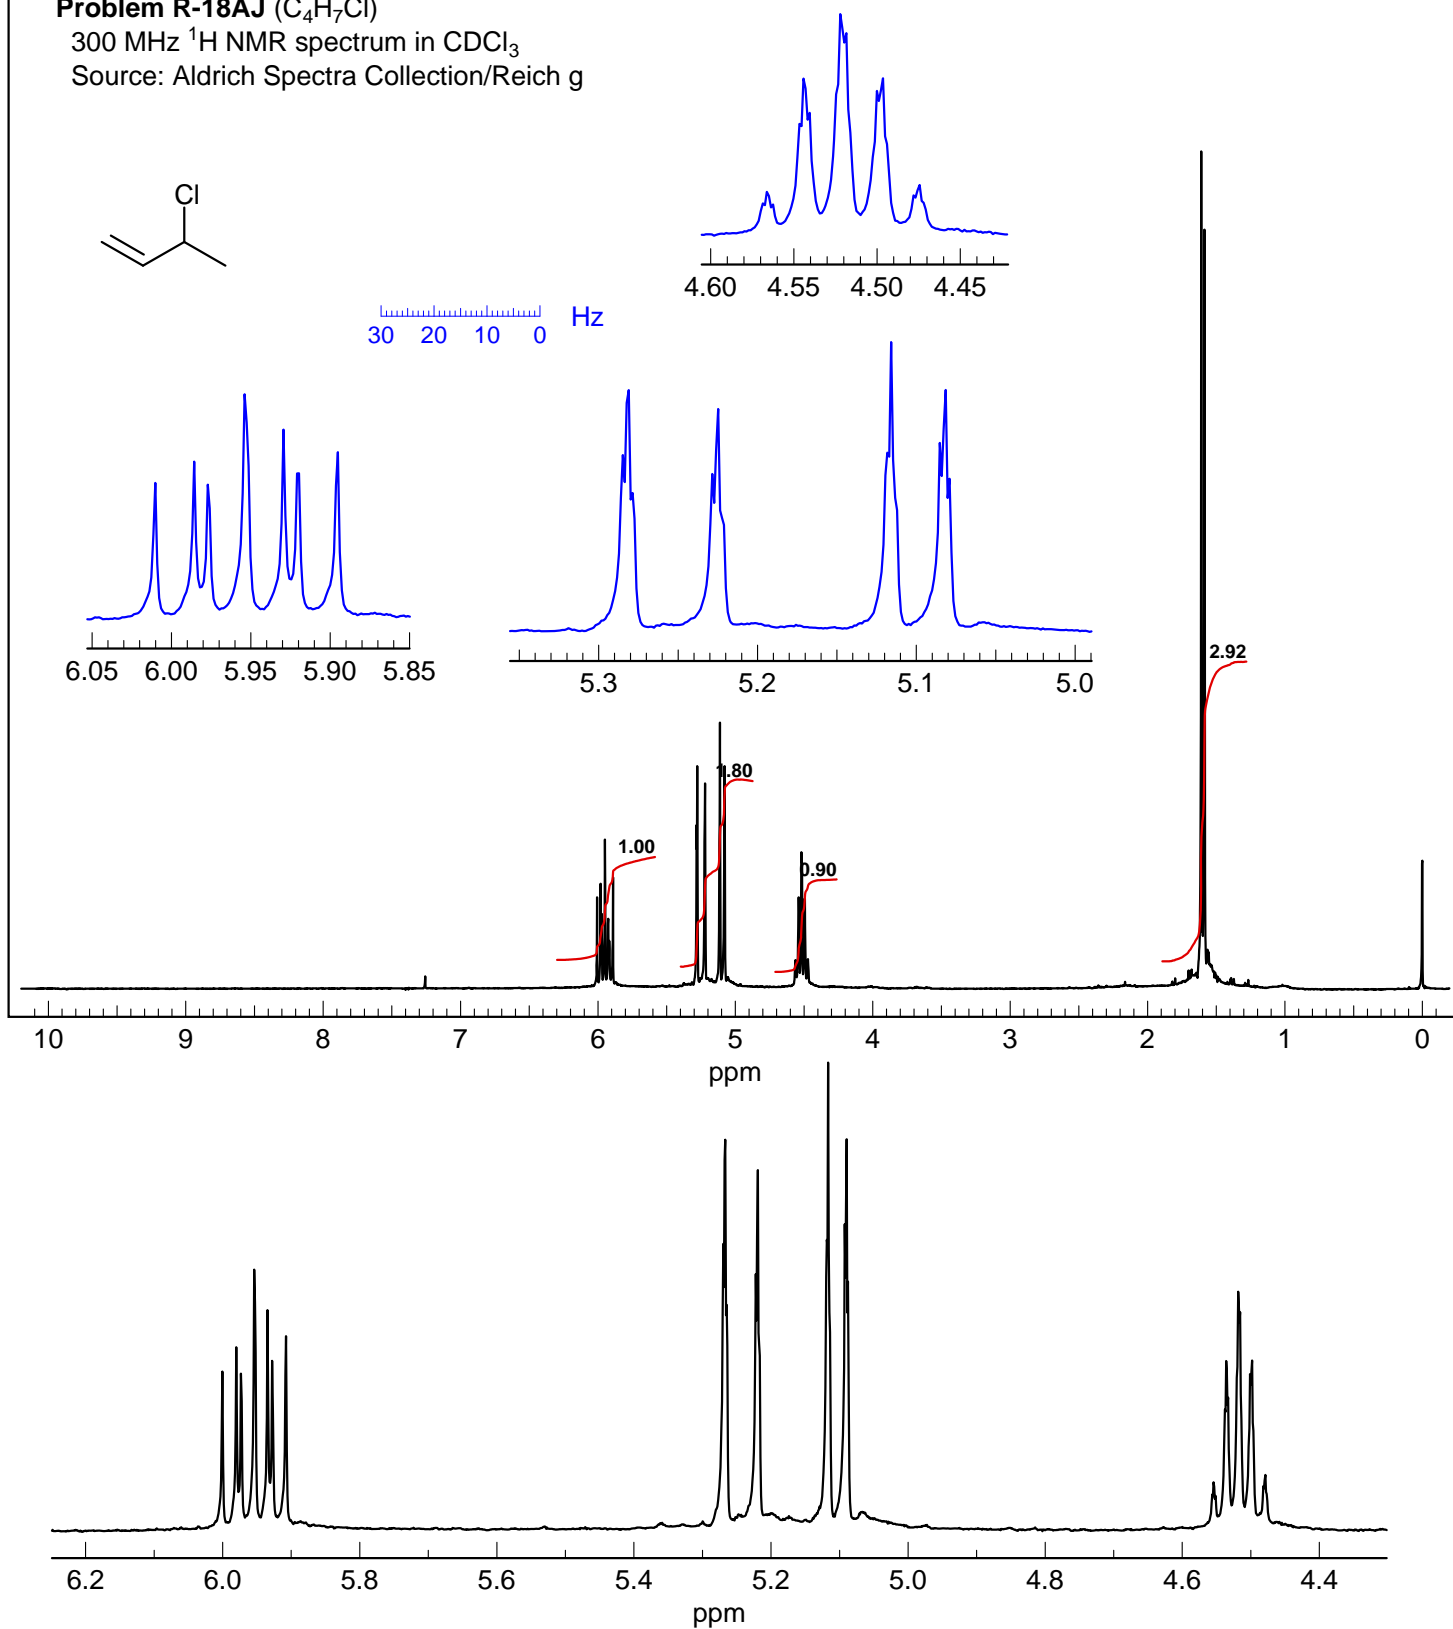 Problem R-18AJ (C₄H₇Cl)
300 MHz ¹H NMR spectrum in CDCl₃
Source: Aldrich Spectra Collection/Reich g
Cl
4.60 4.55 4.50 4.45
30 20 10 0 Hz
6.05 6.00 5.95 5.90 5.85
5.3 5.2 5.1 5.0
2.92
1.80
1.00
0.90
10 9 8 7 6 5 4 3 2 1 0
ppm
6.2 6.0 5.8 5.6 5.4 5.2 5.0 4.8 4.6 4.4
ppm